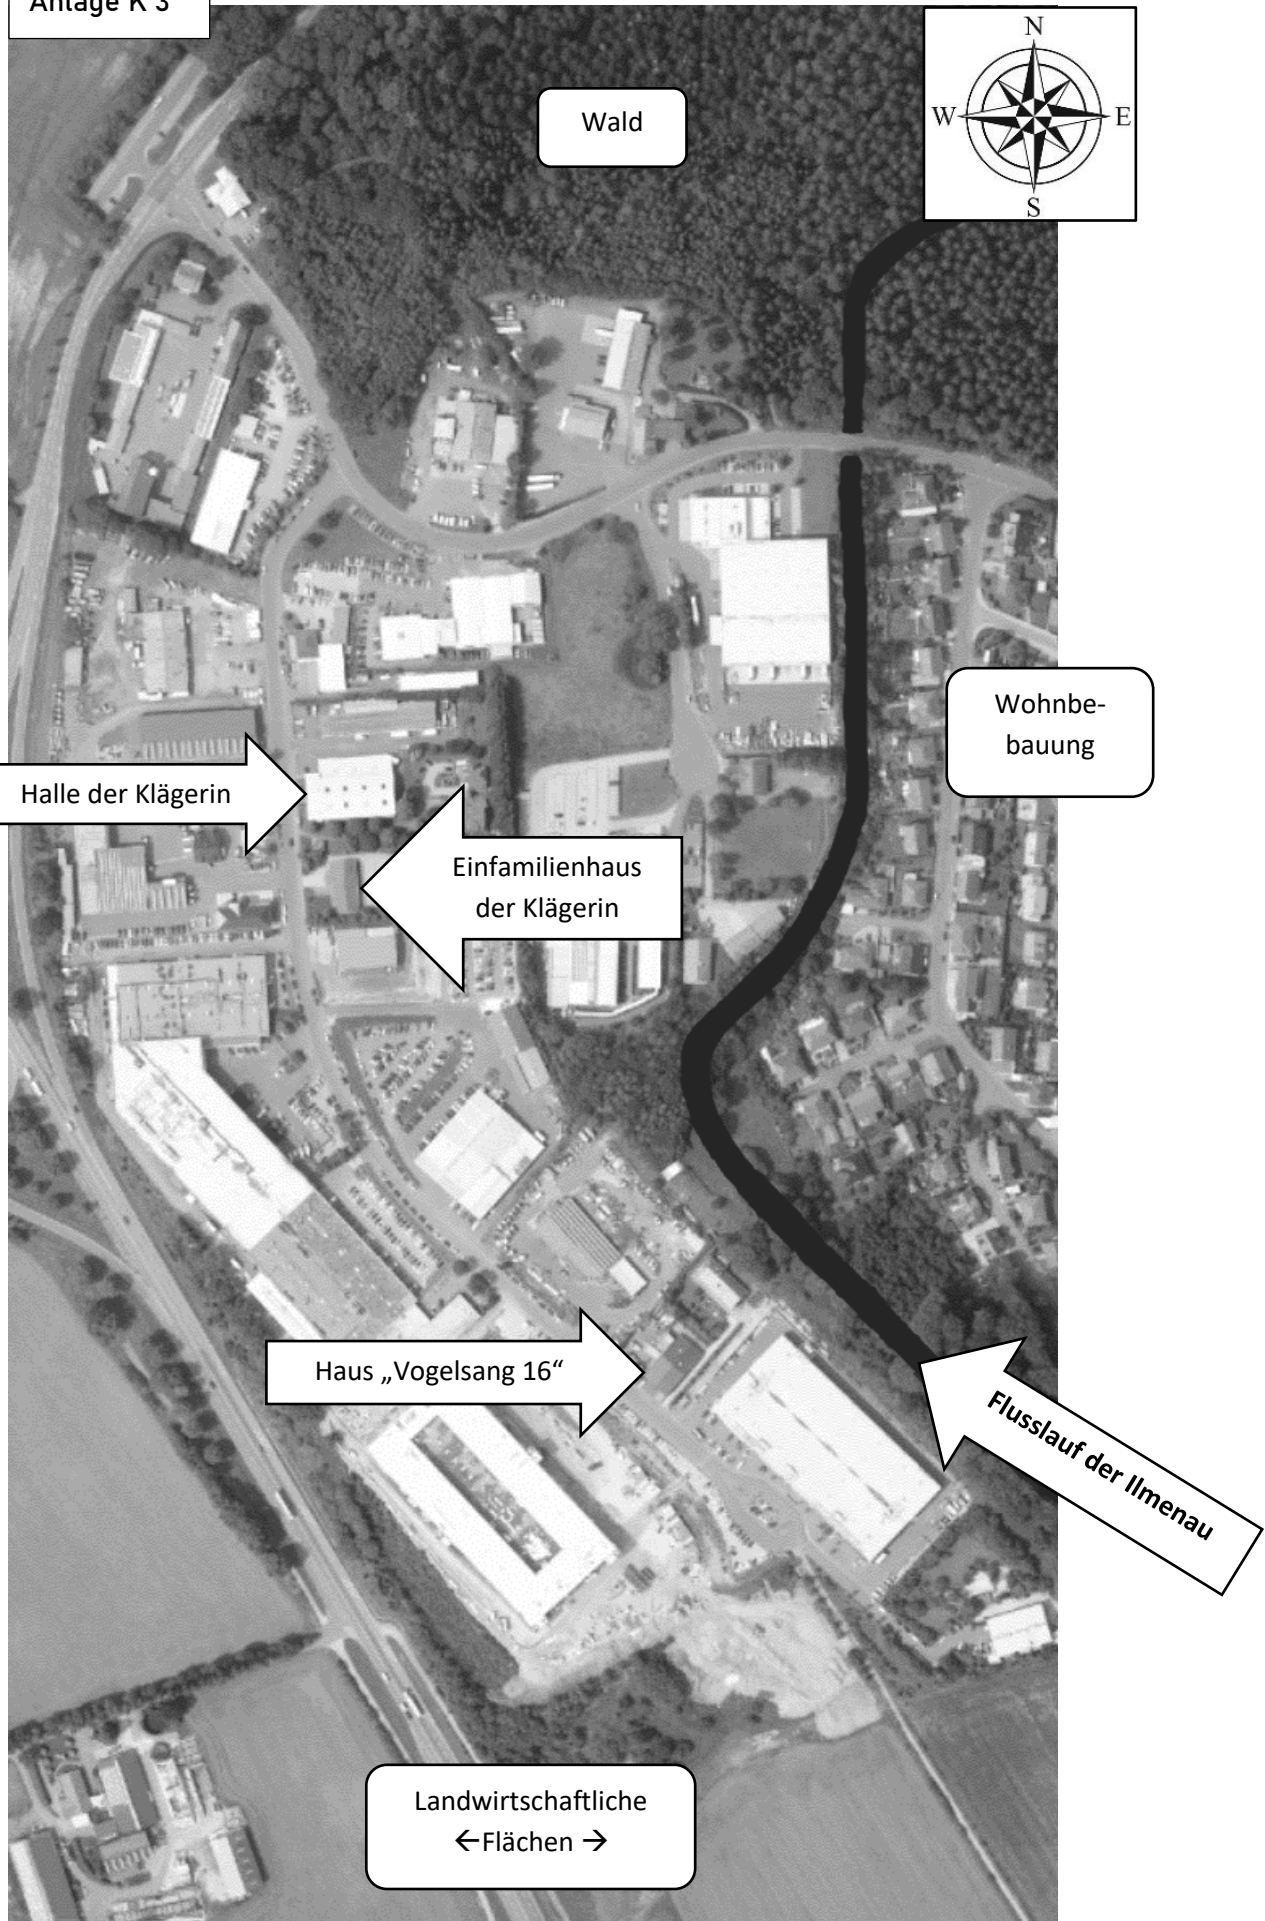 Anlage K 3
N
W
E
S
Wald
Wohnbe-
bauung
Halle der Klägerin
Einfamilienhaus
der Klägerin
Haus „Vogelsang 16“
Flusslauf der Ilmenau
Landwirtschaftliche
←Flächen →